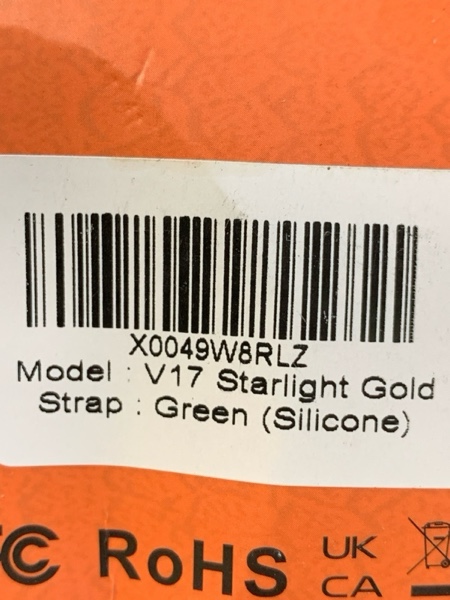 X0049W8RLZ
Model : V17 Starlight Gold
Strap : Green (Silicone)
RoHS
UK
CA